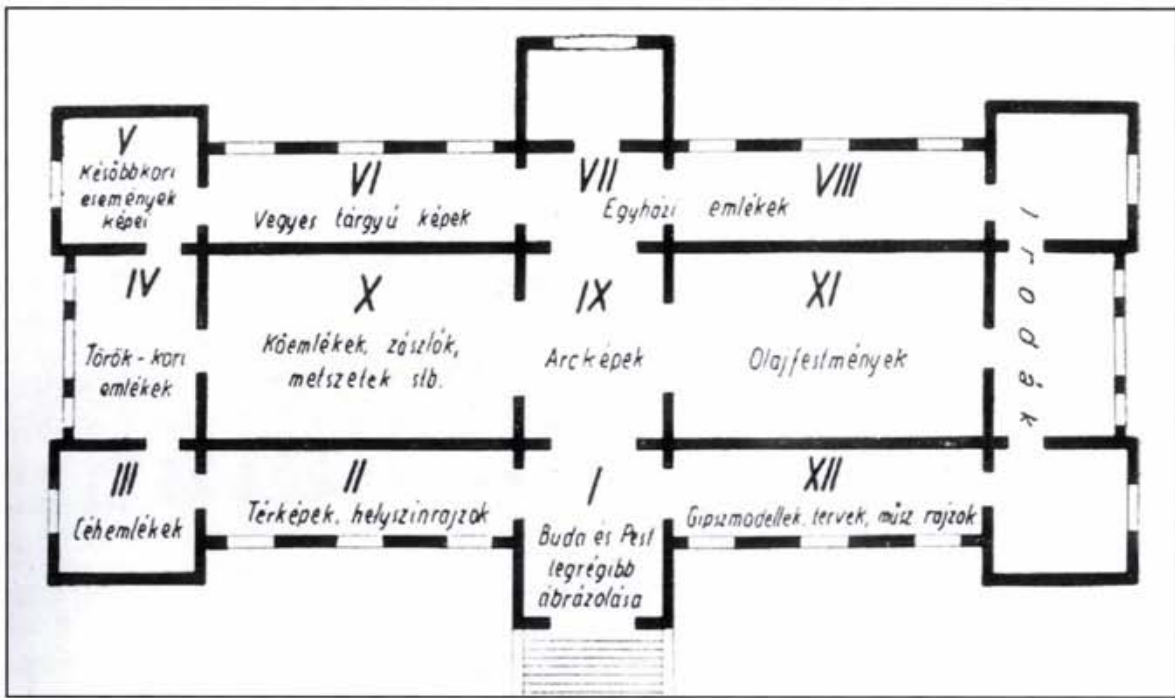 V
Későbbkori
események
képei
VI
Vegyes tárgyú képek
VII
Egyházi emlékek
VIII
IV
Török-kori
emlékek
X
Kőemlékek, zászlók,
metszetek stb.
IX
Arcképek
XI
Olajfestmények
Irodák
III
Céhemlékek
II
Térképek, helyszínrajzok
I
Buda és Pest
legrégibb
ábrázolása
XII
Gipszmodellek, tervek, műsz rajzok